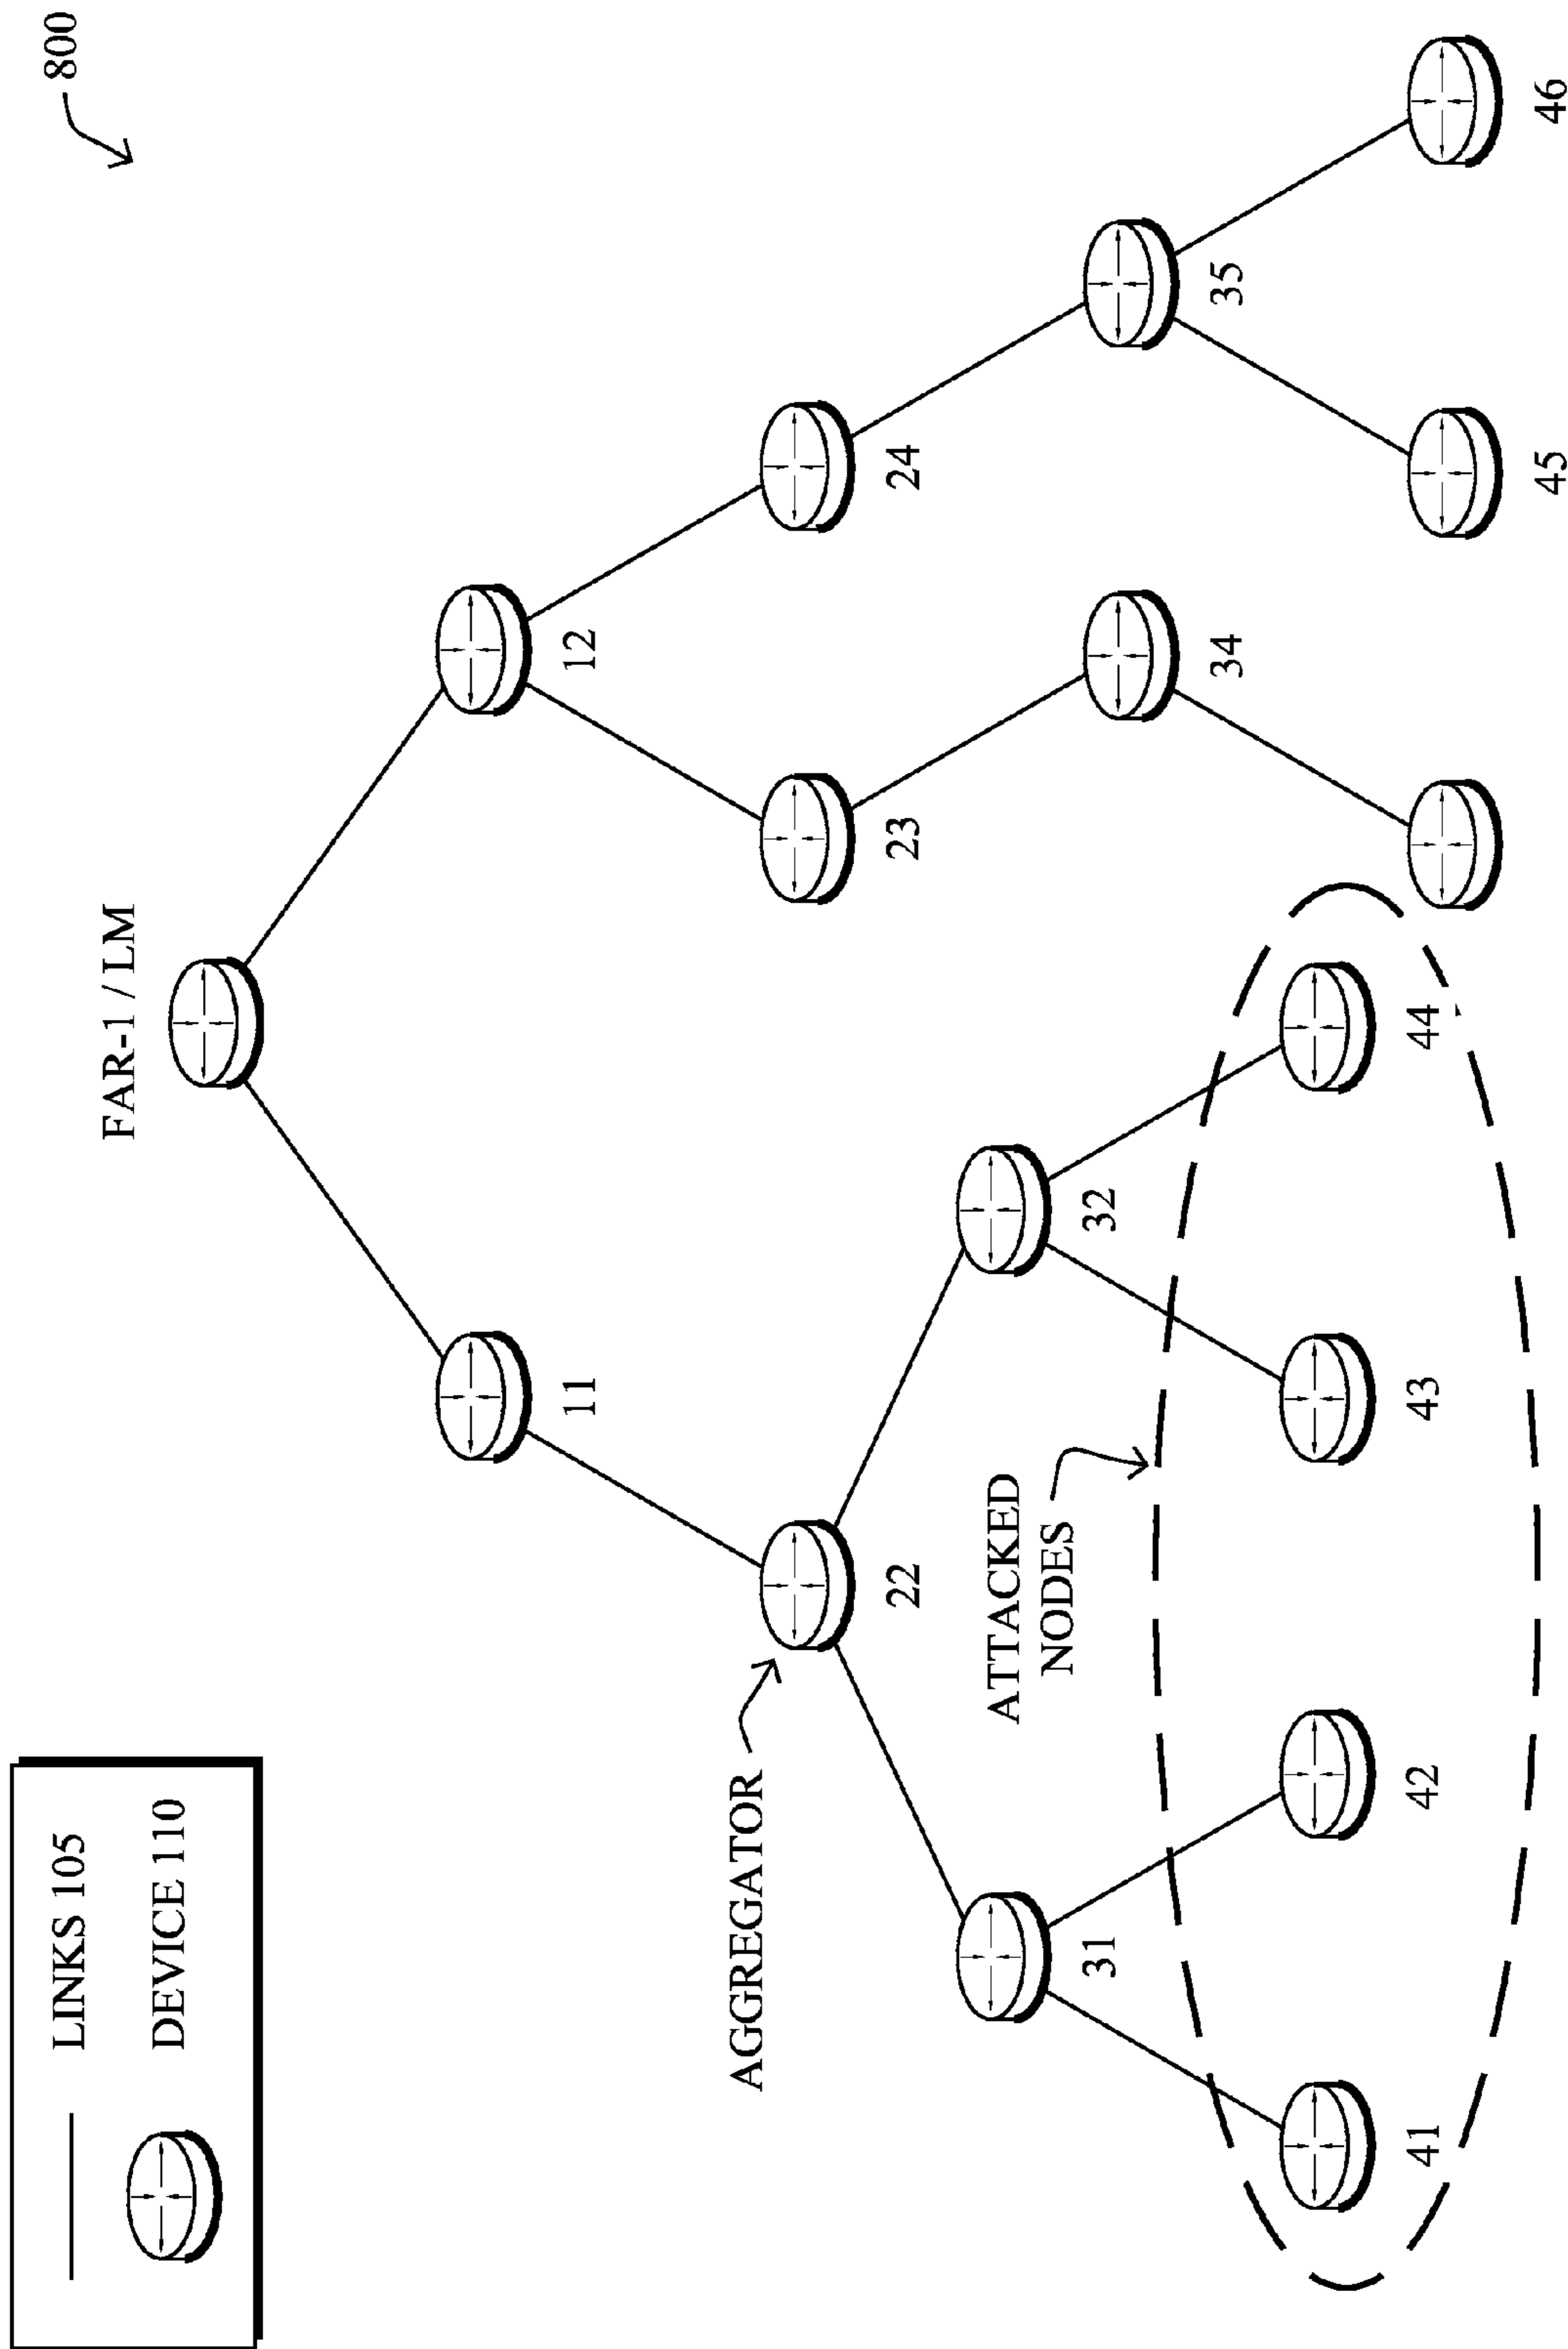 LINKS 105
DEVICE 110
800
FAR-1 / LM
11
12
AGGREGATOR
22
23
24
ATTACKED
NODES
31
32
34
35
41
42
43
44
45
46